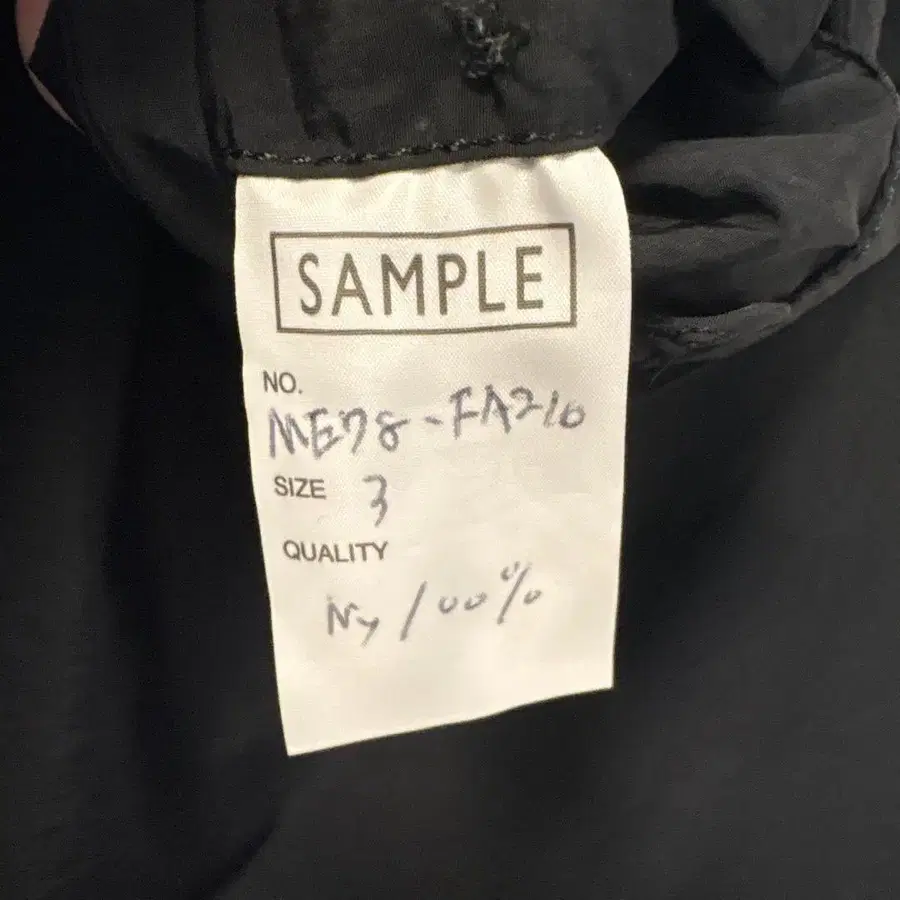 SAMPLE
NO.
ME78-FA210
SIZE 3
QUALITY
Ny 100%